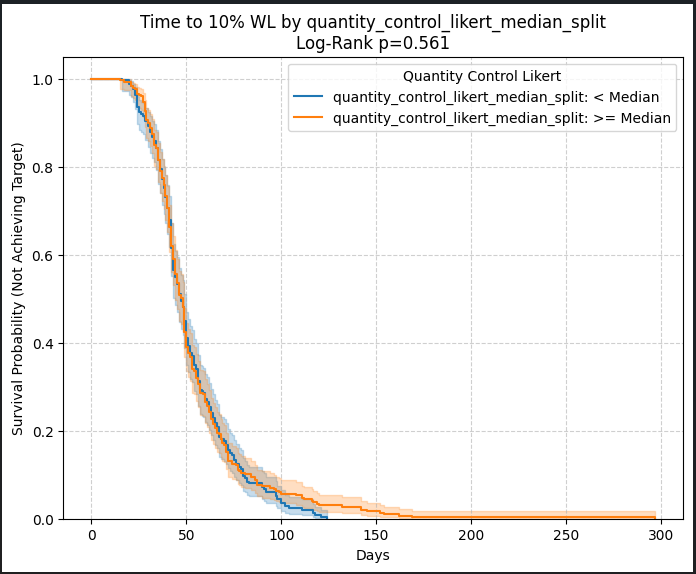 Time to 10% WL by quantity_control_likert_median_split
Log-Rank p=0.561
Quantity Control Likert
quantity_control_likert_median_split: < Median
quantity_control_likert_median_split: >= Median
Survival Probability (Not Achieving Target)
1.0
0.8
0.6
0.4
0.2
0.0
0 50 100 150 200 250 300
Days